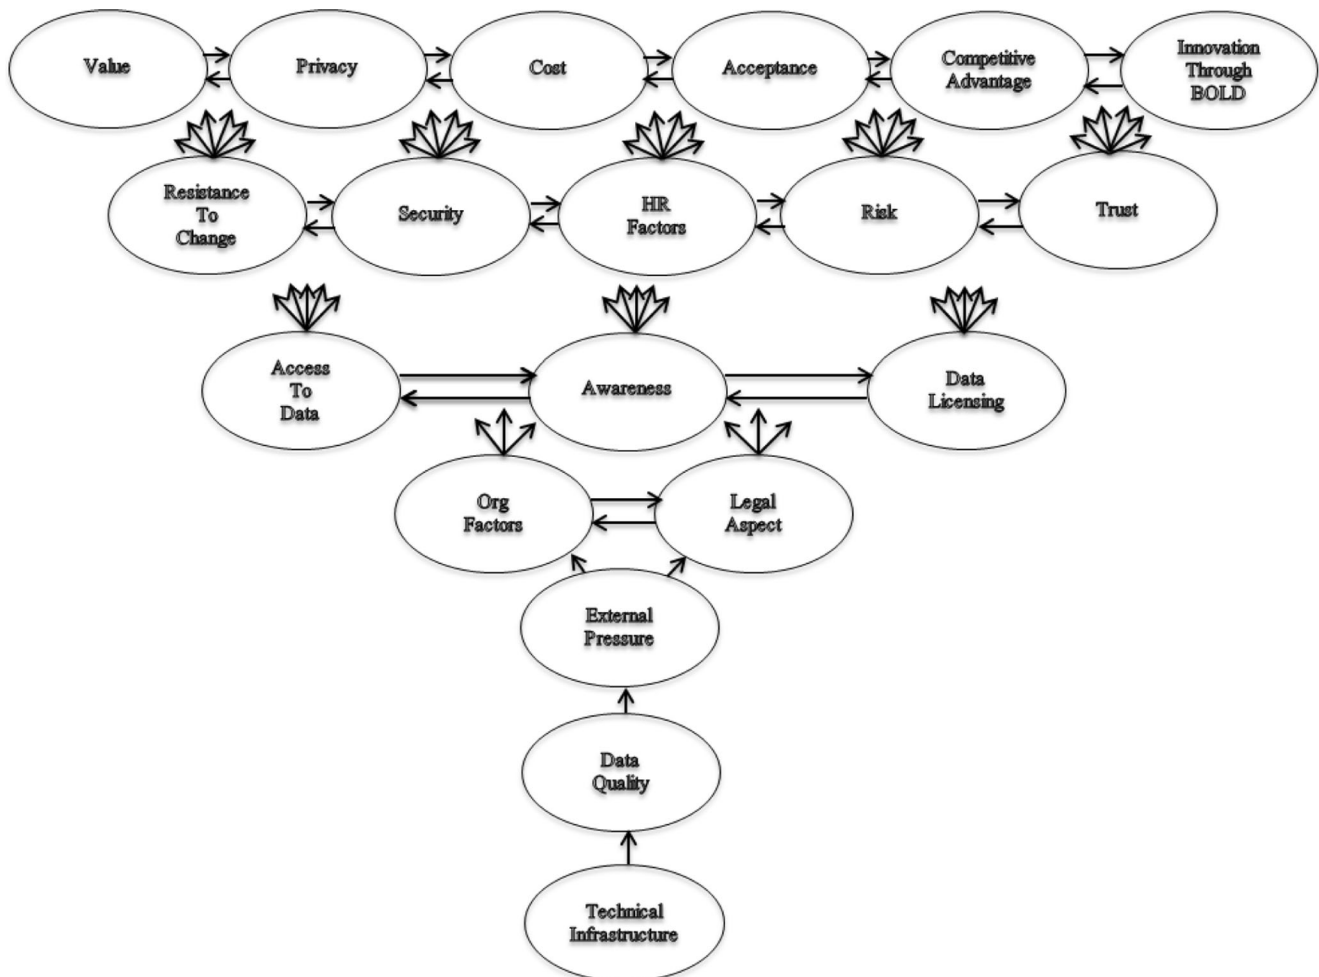 Value
Privacy
Cost
Acceptance
Competitive
Advantage
Innovation
Through
BOLD
Resistance
To
Change
Security
HR
Factors
Risk
Trust
Access
To
Data
Awareness
Data
Licensing
Org
Factors
Legal
Aspect
External
Pressure
Data
Quality
Technical
Infrastructure